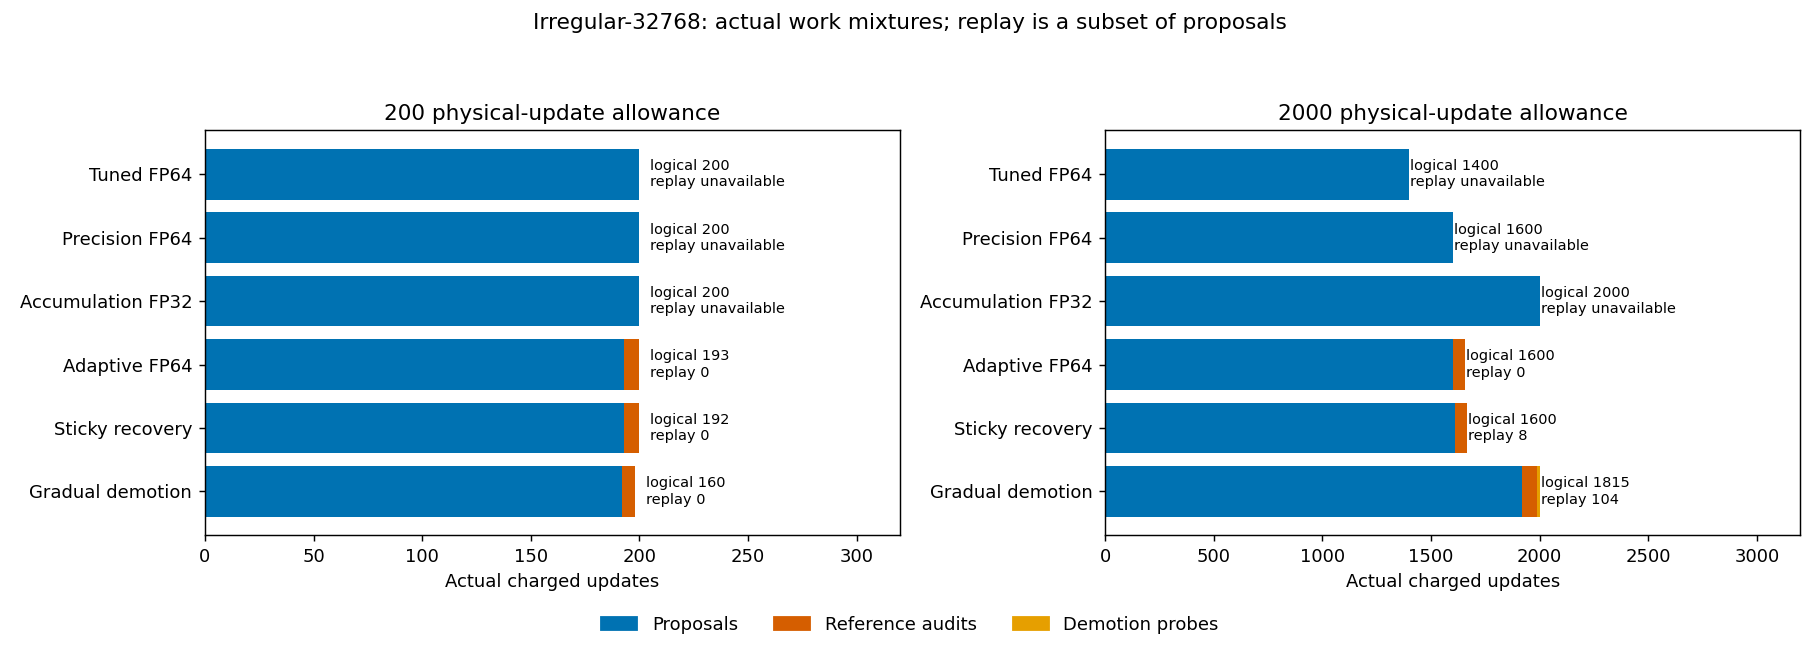 Irregular-32768: actual work mixtures; replay is a subset of proposals
200 physical-update allowance
Tuned FP64
logical 200
replay unavailable
Precision FP64
logical 200
replay unavailable
Accumulation FP32
logical 200
replay unavailable
Adaptive FP64
logical 193
replay 0
Sticky recovery
logical 192
replay 0
Gradual demotion
logical 160
replay 0
0 50 100 150 200 250 300
Actual charged updates
2000 physical-update allowance
Tuned FP64
logical 1400
replay unavailable
Precision FP64
logical 1600
replay unavailable
Accumulation FP32
logical 2000
replay unavailable
Adaptive FP64
logical 1600
replay 0
Sticky recovery
logical 1600
replay 8
Gradual demotion
logical 1815
replay 104
0 500 1000 1500 2000 2500 3000
Actual charged updates
Proposals Reference audits Demotion probes